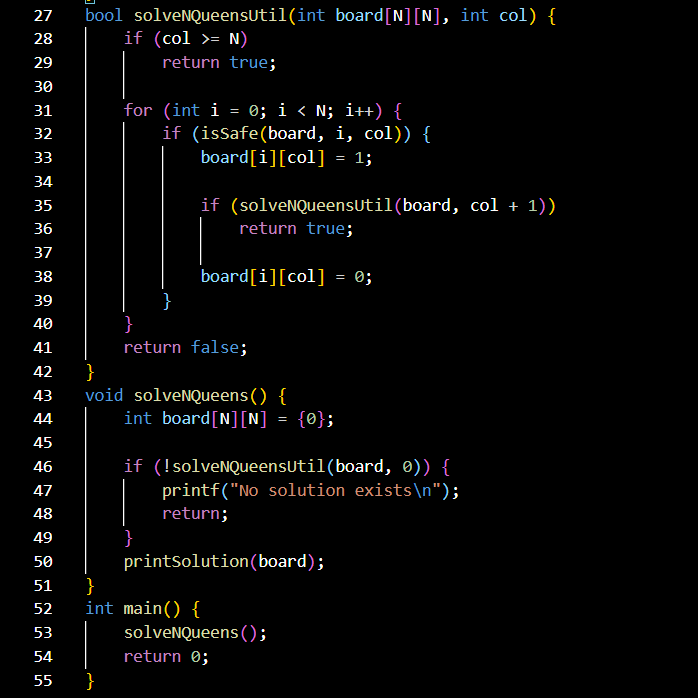 27 bool solveNQueensUtil(int board[N][N], int col) {
28     if (col >= N)
29         return true;
30
31     for (int i = 0; i < N; i++) {
32         if (isSafe(board, i, col)) {
33             board[i][col] = 1;
34
35             if (solveNQueensUtil(board, col + 1))
36                 return true;
37
38             board[i][col] = 0;
39         }
40     }
41     return false;
42 }
43 void solveNQueens() {
44     int board[N][N] = {0};
45
46     if (!solveNQueensUtil(board, 0)) {
47         printf("No solution exists\n");
48         return;
49     }
50     printSolution(board);
51 }
52 int main() {
53     solveNQueens();
54     return 0;
55 }